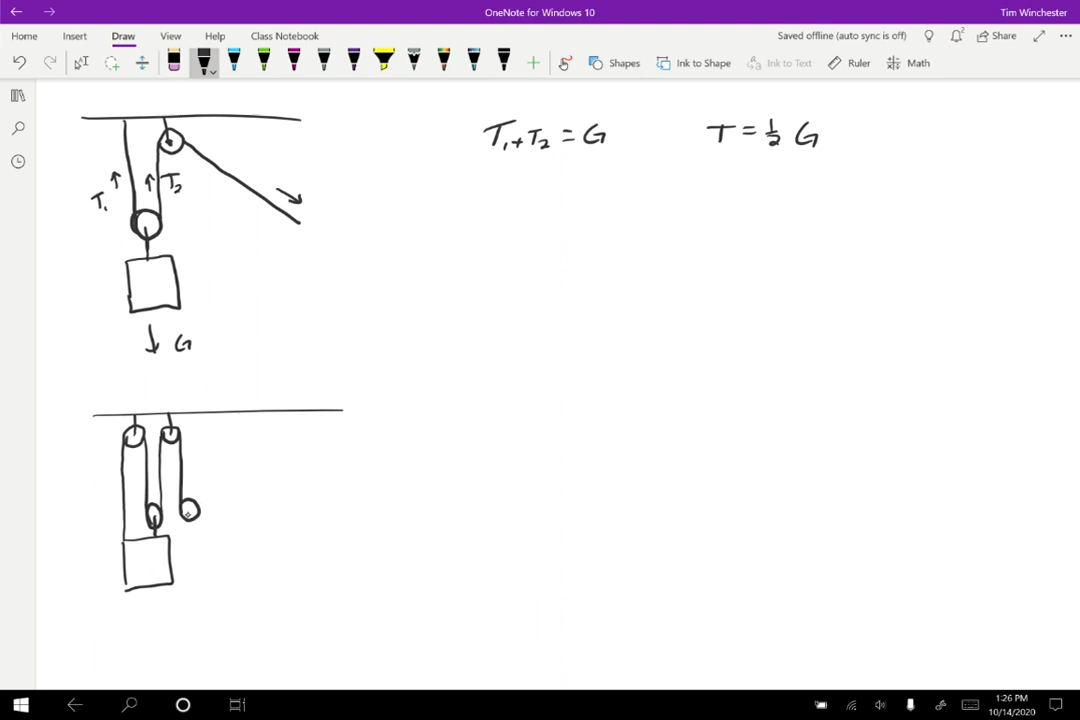 OneNote for Windows 10
Tim Winchester
Home Insert Draw View Help Class Notebook
Saved offline (auto sync is off) Share
Shapes Ink to Shape Ink to Text Ruler Math
T₁+T₂ = G
T = ½ G
T₁
T₂
G
1:26 PM
10/14/2020